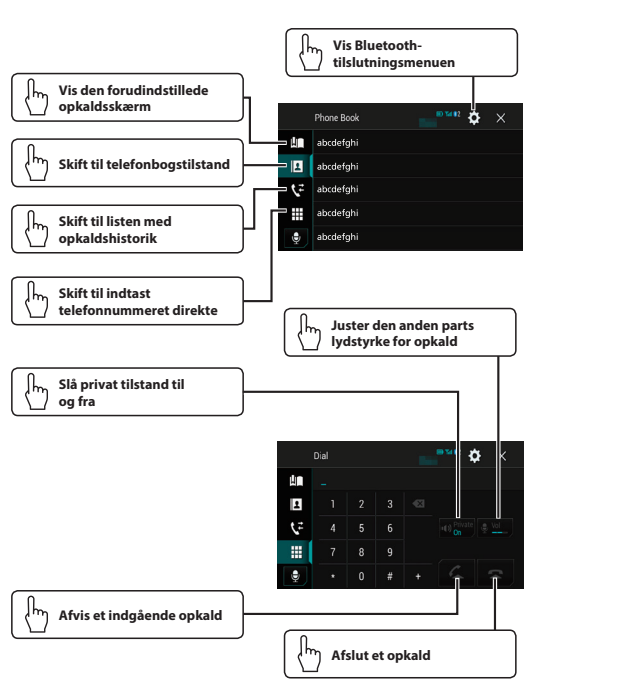 Vis Bluetooth-
tilslutningsmenuen
Vis den forudindstillede
opkaldsskærm
Skift til telefonbogstilstand
Skift til listen med
opkaldshistorik
Skift til indtast
telefonnummeret direkte
Phone Book
abcdefghi
abcdefghi
abcdefghi
abcdefghi
abcdefghi
Juster den anden parts
lydstyrke for opkald
Slå privat tilstand til
og fra
Dial
1 2 3
4 5 6
7 8 9
* 0 # +
Private
On
Vol
Afvis et indgående opkald
Afslut et opkald